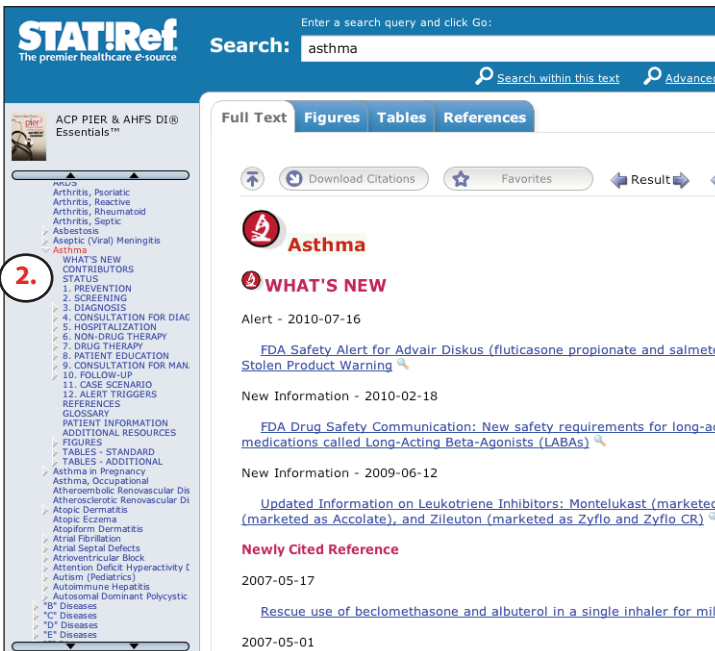 STAT!Ref
The premier healthcare e-source
Enter a search query and click Go:
Search: asthma
Search within this text Advanced
ACP PIER & AHFS DI®
Essentials™
ARDS
Arthritis, Psoriatic
Arthritis, Reactive
Arthritis, Rheumatoid
Arthritis, Septic
Asbestosis
Aseptic (Viral) Meningitis
Asthma
WHAT'S NEW
CONTRIBUTORS
STATUS
1. PREVENTION
2. SCREENING
3. DIAGNOSIS
4. CONSULTATION FOR DIAG
5. HOSPITALIZATION
6. NON-DRUG THERAPY
7. DRUG THERAPY
8. PATIENT EDUCATION
9. CONSULTATION FOR MAN
10. FOLLOW-UP
11. CASE SCENARIO
12. ALERT TRIGGERS
REFERENCES
GLOSSARY
PATIENT INFORMATION
ADDITIONAL RESOURCES
FIGURES
TABLES - STANDARD
TABLES - ADDITIONAL
Asthma in Pregnancy
Asthma, Occupational
Atheroembolic Renovascular Dis
Atherosclerotic Renovascular Di
Atopic Dermatitis
Atopic Eczema
Atopiform Dermatitis
Atrial Fibrillation
Atrial Septal Defects
Atrioventricular Block
Attention Deficit Hyperactivity D
Autism (Pediatrics)
Autoimmune Hepatitis
Autosomal Dominant Polycystic
"B" Diseases
"C" Diseases
"D" Diseases
"E" Diseases
2.
Full Text Figures Tables References
Download Citations Favorites Result
Asthma
WHAT'S NEW
Alert - 2010-07-16
FDA Safety Alert for Advair Diskus (fluticasone propionate and salmete
Stolen Product Warning
New Information - 2010-02-18
FDA Drug Safety Communication: New safety requirements for long-ac
medications called Long-Acting Beta-Agonists (LABAs)
New Information - 2009-06-12
Updated Information on Leukotriene Inhibitors: Montelukast (marketed
(marketed as Accolate), and Zileuton (marketed as Zyflo and Zyflo CR)
Newly Cited Reference
2007-05-17
Rescue use of beclomethasone and albuterol in a single inhaler for mil
2007-05-01